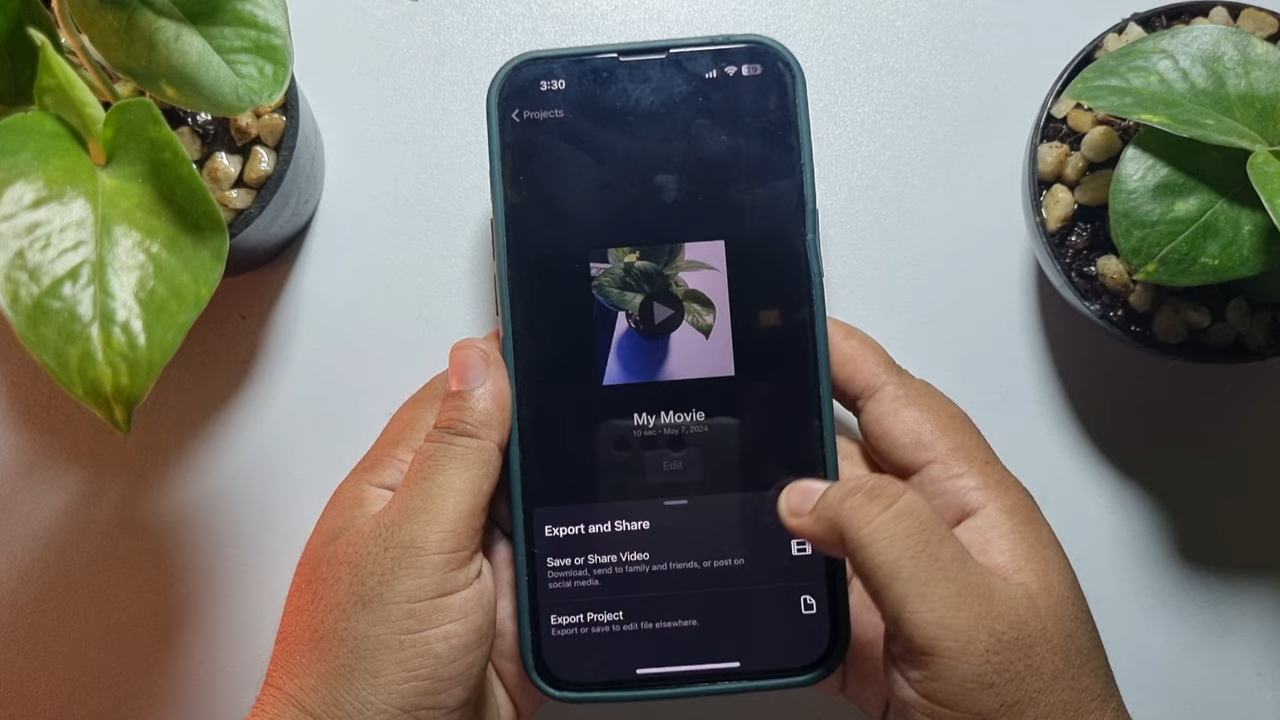 3:30
Projects
My Movie
10 sec • May 7, 2024
Edit
Export and Share
Save or Share Video
Download, send to family and friends, or post on
social media.
Export Project
Export or save to edit file elsewhere.